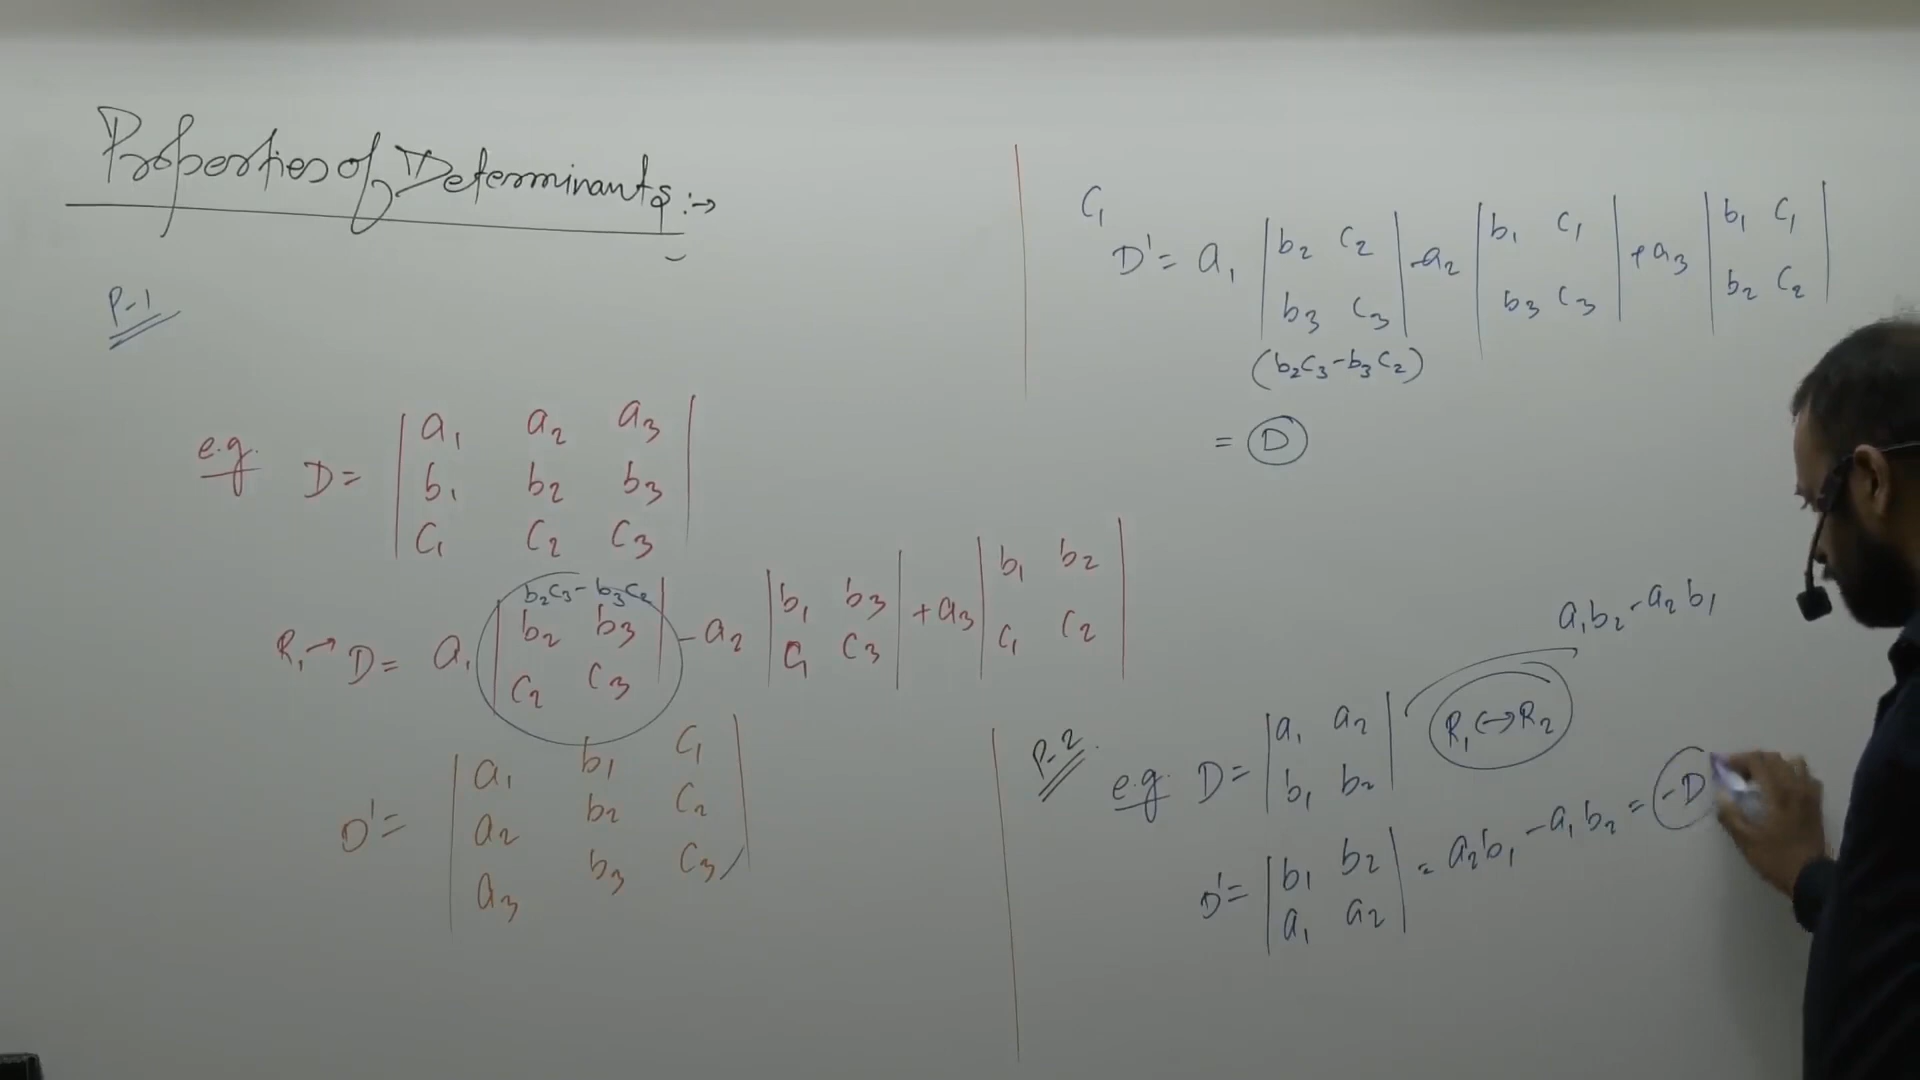 Properties of Determinants :→
P-1
e.g. D = | a₁ a₂ a₃ |
| b₁ b₂ b₃ |
| c₁ c₂ c₃ |
b₂c₃ - b₃c₂
R₁ → D = a₁ | b₂ b₃ | - a₂ | b₁ b₃ | + a₃ | b₁ b₂ |
| c₂ c₃ | | c₁ c₃ | | c₁ c₂ |
D' = | a₁ b₁ c₁ |
| a₂ b₂ c₂ |
| a₃ b₃ c₃ |
C₁
D' = a₁ | b₂ c₂ | - a₂ | b₁ c₁ | + a₃ | b₁ c₁ |
| b₃ c₃ | | b₃ c₃ | | b₂ c₂ |
(b₂c₃ - b₃c₂)
= D
P-2.
a₁b₂ - a₂b₁
e.g. D = | a₁ a₂ | R₁ ↔ R₂
| b₁ b₂ |
D' = | b₁ b₂ | = a₂b₁ - a₁b₂ = -D
| a₁ a₂ |